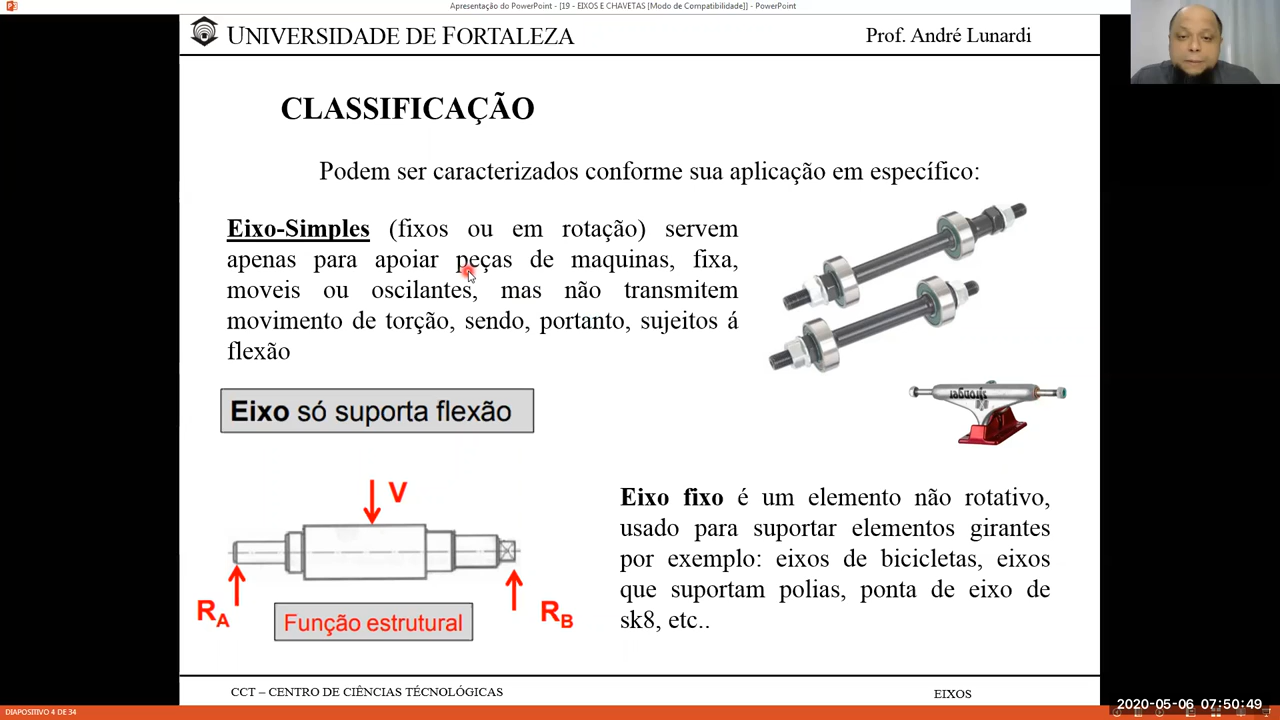 Apresentação do PowerPoint - [19 - EIXOS E CHAVETAS [Modo de Compatibilidade]] - PowerPoint
UNIVERSIDADE DE FORTALEZA
Prof. André Lunardi
CLASSIFICAÇÃO
Podem ser caracterizados conforme sua aplicação em específico:
Eixo-Simples (fixos ou em rotação) servem
apenas para apoiar peças de maquinas, fixa,
moveis ou oscilantes, mas não transmitem
movimento de torção, sendo, portanto, sujeitos á
flexão
Eixo só suporta flexão
V
RA
RB
Função estrutural
Eixo fixo é um elemento não rotativo,
usado para suportar elementos girantes
por exemplo: eixos de bicicletas, eixos
que suportam polias, ponta de eixo de
sk8, etc..
CCT – CENTRO DE CIÊNCIAS TÉCNOLÓGICAS
EIXOS
2020-05-06 07:50:49
DIAPOSITIVO 4 DE 34